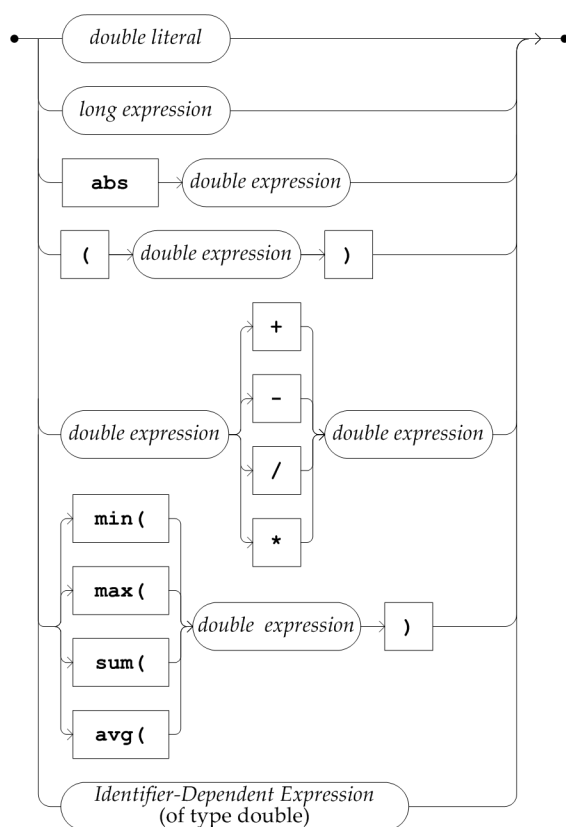 double literal
long expression
abs double expression
( double expression )
+
-
double expression double expression
/
*
min(
max(
double expression )
sum(
avg(
Identifier-Dependent Expression
(of type double)